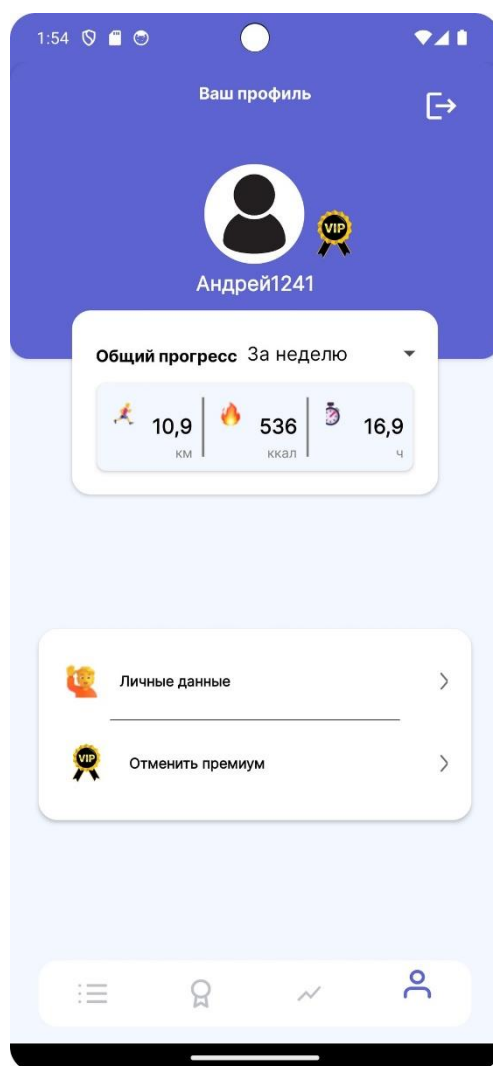 1:54
Ваш профиль
VIP
Андрей1241
Общий прогресс За неделю
10,9 536 16,9
км ккал ч
Личные данные
VIP Отменить премиум